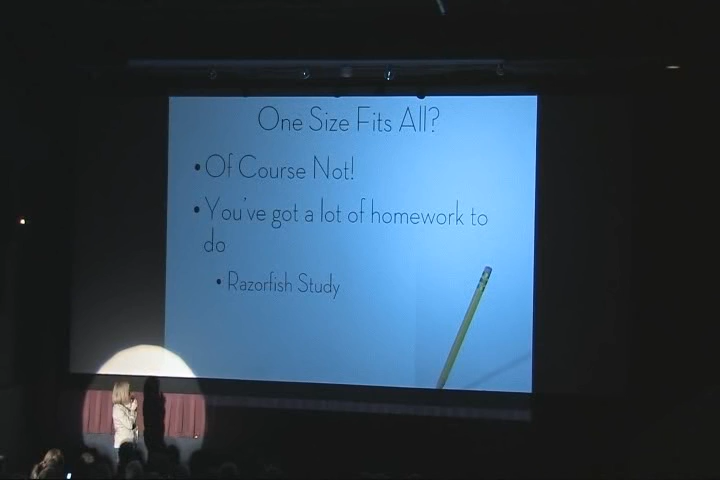 One Size Fits All?
•Of Course Not!
•You've got a lot of homework to
do
•Razorfish Study